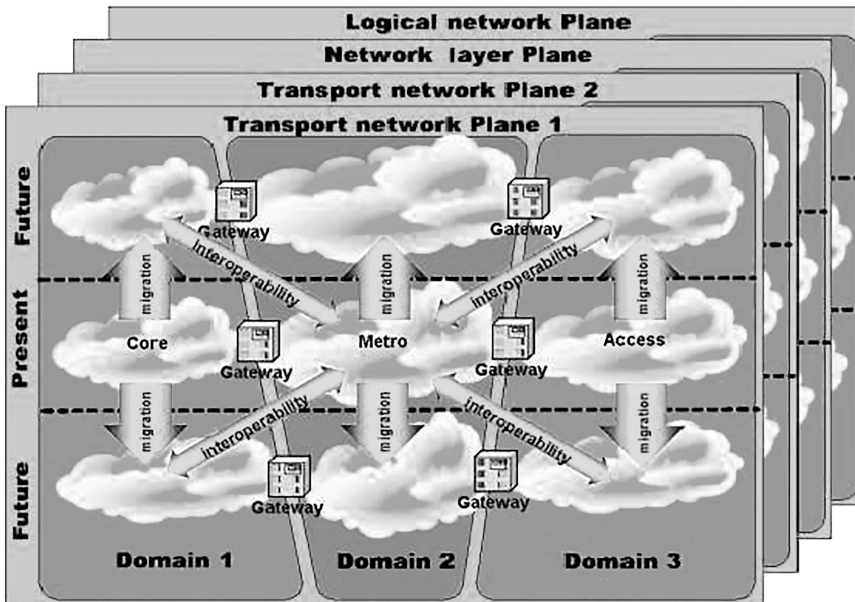 Logical network Plane
Network layer Plane
Transport network Plane 2
Transport network Plane 1
Future
Gateway
Gateway
interoperability
interoperability
migration
migration
migration
Present
Core
Metro
Access
Gateway
Gateway
migration
migration
migration
interoperability
interoperability
Future
Gateway
Gateway
Domain 1
Domain 2
Domain 3